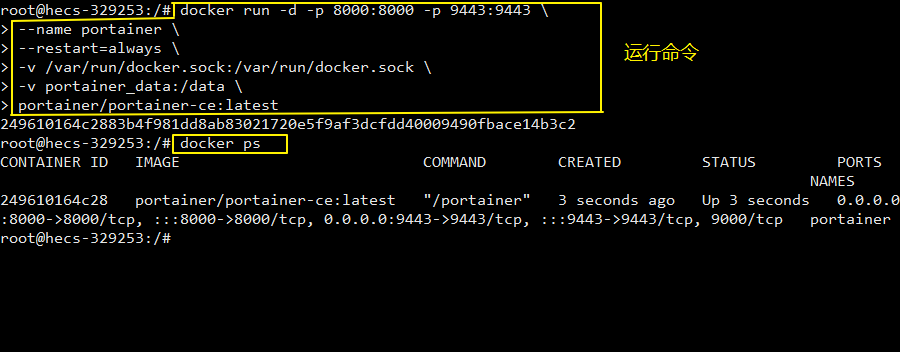 root@hecs-329253:/# docker run -d -p 8000:8000 -p 9443:9443 \
> --name portainer \
> --restart=always \
> -v /var/run/docker.sock:/var/run/docker.sock \
> -v portainer_data:/data \
> portainer/portainer-ce:latest
运行命令
249610164c2883b4f981dd8ab83021720e5f9af3dcfdd40009490fbace14b3c2
root@hecs-329253:/# docker ps
CONTAINER ID   IMAGE                           COMMAND        CREATED         STATUS         PORTS
NAMES
249610164c28   portainer/portainer-ce:latest   "/portainer"   3 seconds ago   Up 3 seconds   0.0.0.0
:8000->8000/tcp, :::8000->8000/tcp, 0.0.0.0:9443->9443/tcp, :::9443->9443/tcp, 9000/tcp   portainer
root@hecs-329253:/#